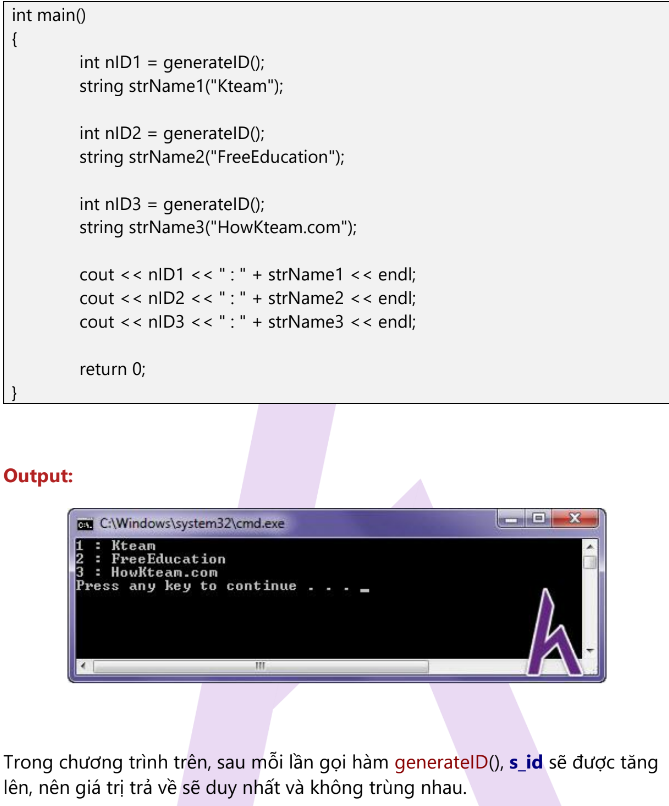 int main()
{
int nID1 = generateID();
string strName1("Kteam");
int nID2 = generateID();
string strName2("FreeEducation");
int nID3 = generateID();
string strName3("HowKteam.com");
cout << nID1 << " : " + strName1 << endl;
cout << nID2 << " : " + strName2 << endl;
cout << nID3 << " : " + strName3 << endl;
return 0;
}
Output:
C:\Windows\system32\cmd.exe
1 : Kteam
2 : FreeEducation
3 : HowKteam.com
Press any key to continue . . . _
Trong chương trình trên, sau mỗi lần gọi hàm generateID(), s_id sẽ được tăng
lên, nên giá trị trả về sẽ duy nhất và không trùng nhau.